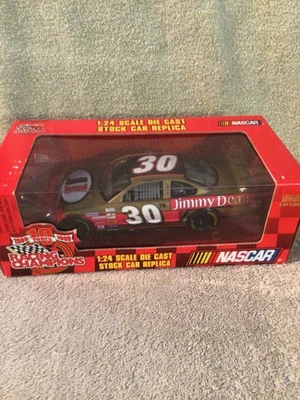 1:24 SCALE DIE CAST
STOCK CAR REPLICA
NASCAR
30
30
Jimmy Dean
RACING
CHAMPIONS
1:24 SCALE DIE CAST
STOCK CAR REPLICA
NASCAR